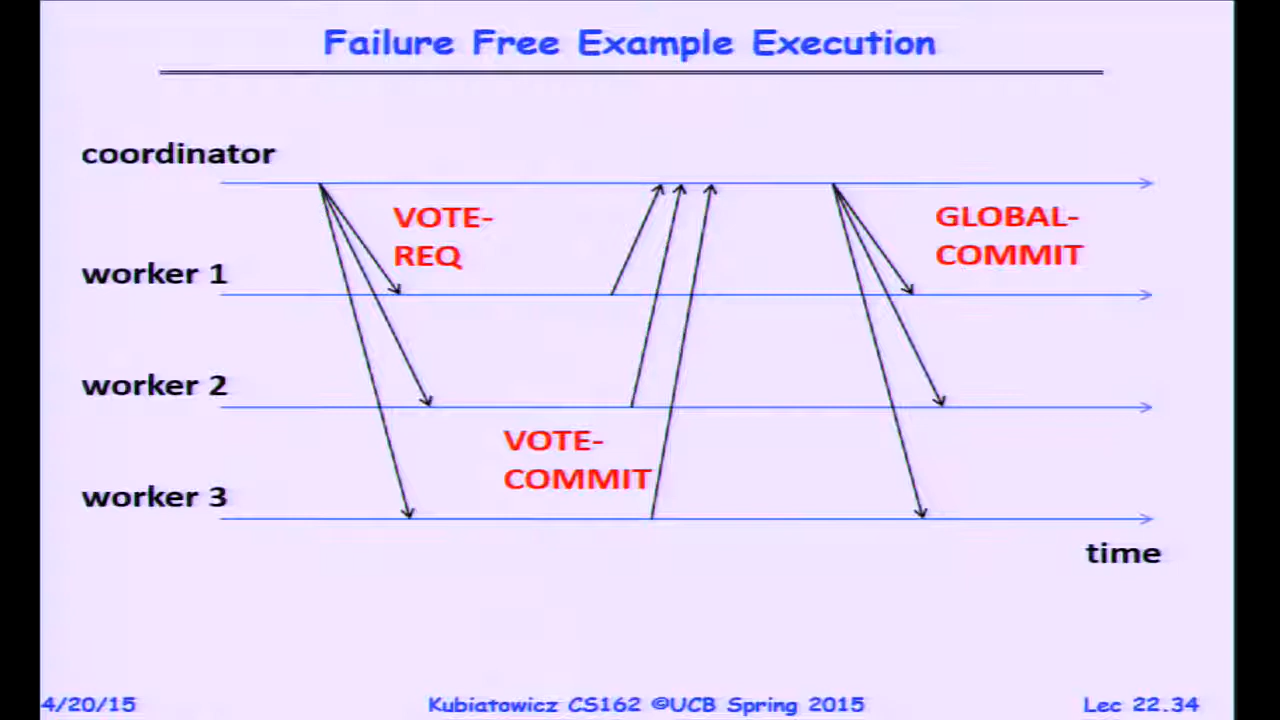 Failure Free Example Execution
coordinator
VOTE-
REQ
GLOBAL-
COMMIT
worker 1
worker 2
VOTE-
COMMIT
worker 3
time
4/20/15
Kubiatowicz CS162 ©UCB Spring 2015
Lec 22.34